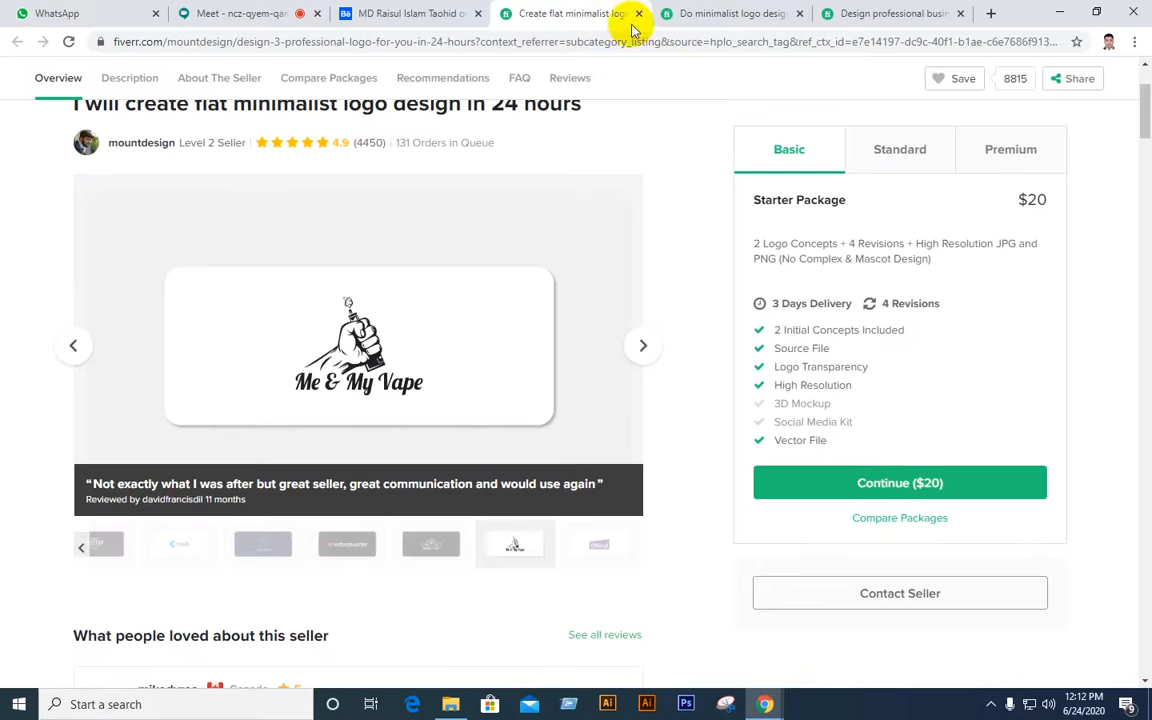 WhatsApp
Meet - ncz-qyem-qan
MD Raisul Islam Taohid o
Create flat minimalist log
Do minimalist logo desig
Design professional busin
fiverr.com/mountdesign/design-3-professional-logo-for-you-in-24-hours?context_referrer=subcategory_listing&source=hplo_search_tag&ref_ctx_id=e7e14197-dc9c-40f1-b1ae-c6e7686f913...
Overview Description About The Seller Compare Packages Recommendations FAQ Reviews
Save 8815 Share
I will create flat minimalist logo design in 24 hours
mountdesign Level 2 Seller 4.9 (4450) 131 Orders in Queue
Me & My Vape
“Not exactly what I was after but great seller, great communication and would use again”
Reviewed by davidfrancisdil 11 months
What people loved about this seller
See all reviews
Canada 5
Basic Standard Premium
Starter Package $20
2 Logo Concepts + 4 Revisions + High Resolution JPG and
PNG (No Complex & Mascot Design)
3 Days Delivery 4 Revisions
2 Initial Concepts Included
Source File
Logo Transparency
High Resolution
3D Mockup
Social Media Kit
Vector File
Continue ($20)
Compare Packages
Contact Seller
Start a search
12:12 PM
6/24/2020